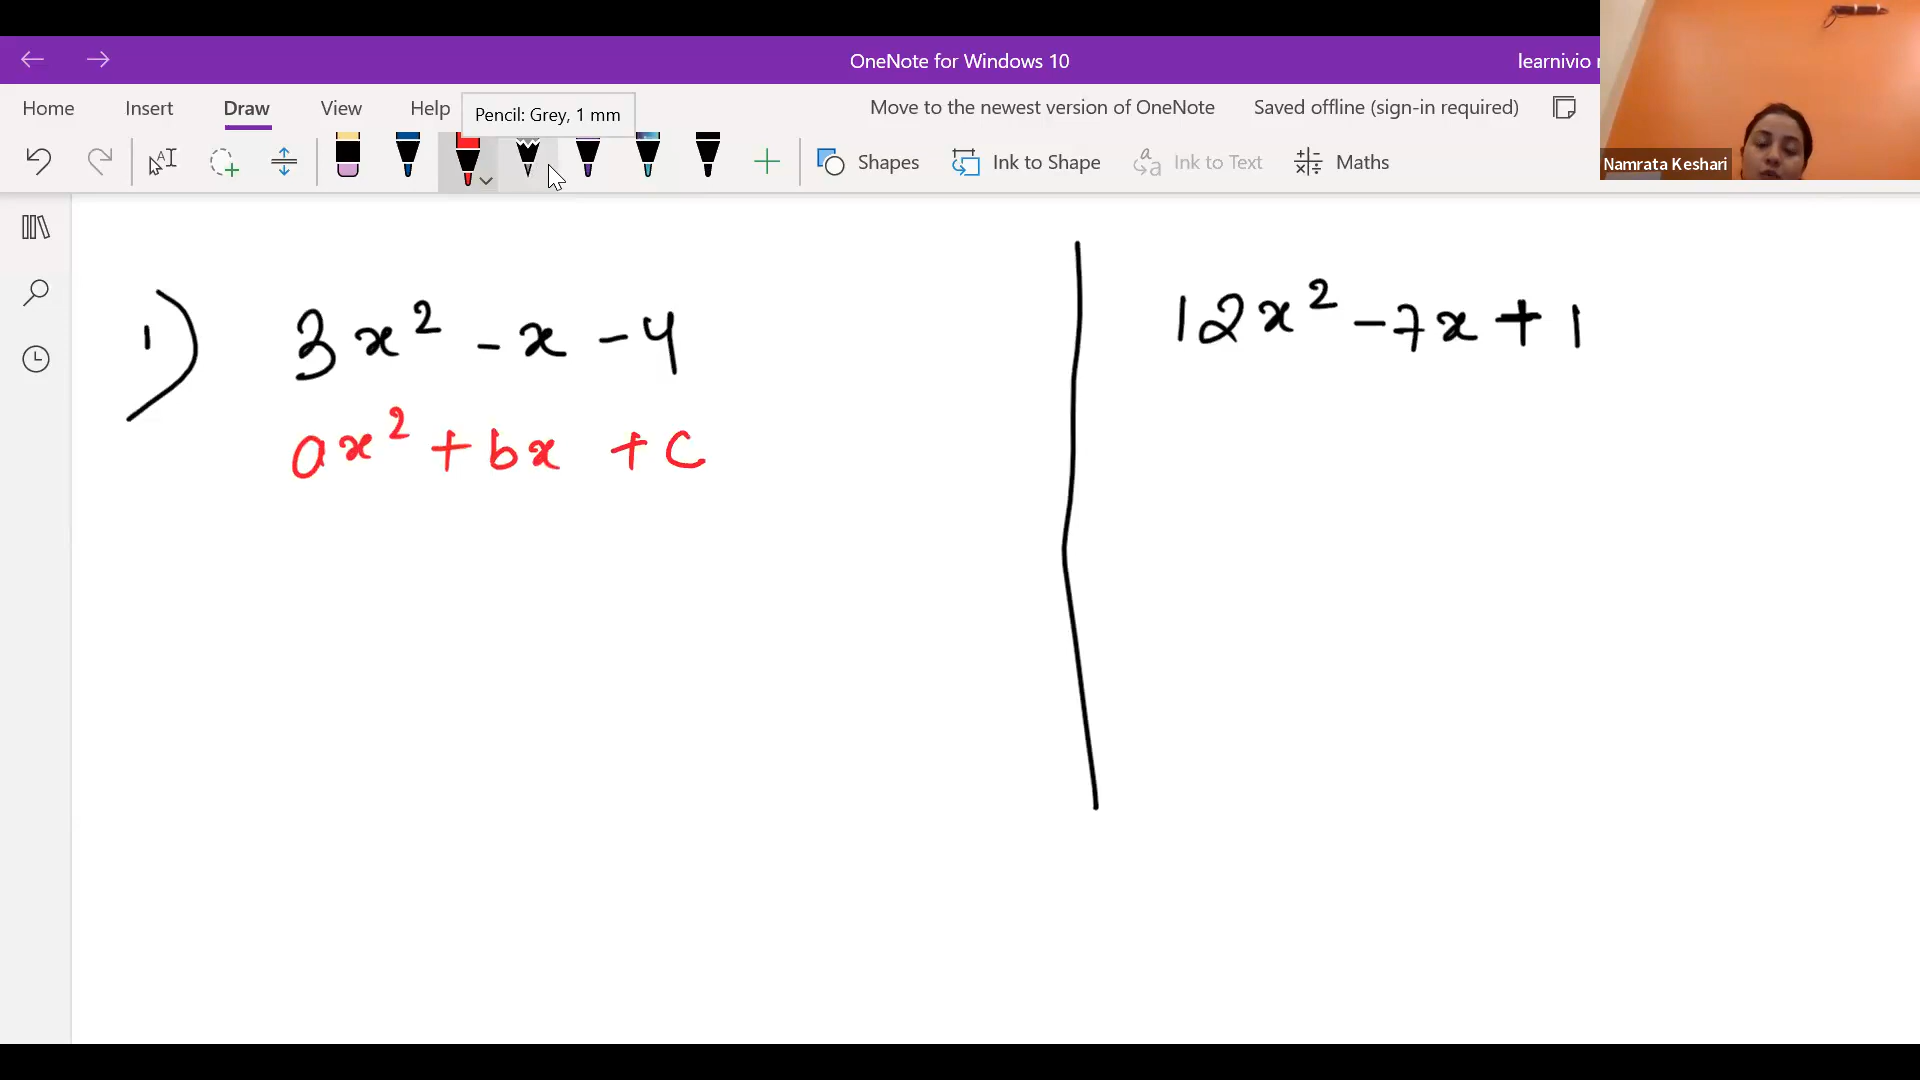 OneNote for Windows 10
learnivio
Home Insert Draw View Help
Pencil: Grey, 1 mm
Move to the newest version of OneNote
Saved offline (sign-in required)
Shapes Ink to Shape Ink to Text Maths
Namrata Keshari
1) 3x² - x - 4
ax² + bx + c
12x² - 7x + 1